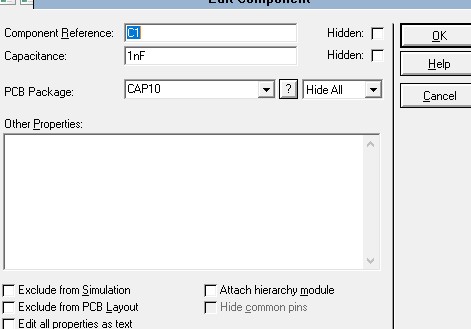 Edit Component
Component Reference: C1 Hidden: OK
Capacitance: 1nF Hidden: Help
PCB Package: CAP10 ? Hide All Cancel
Other Properties:
Exclude from Simulation Attach hierarchy module
Exclude from PCB Layout Hide common pins
Edit all properties as text